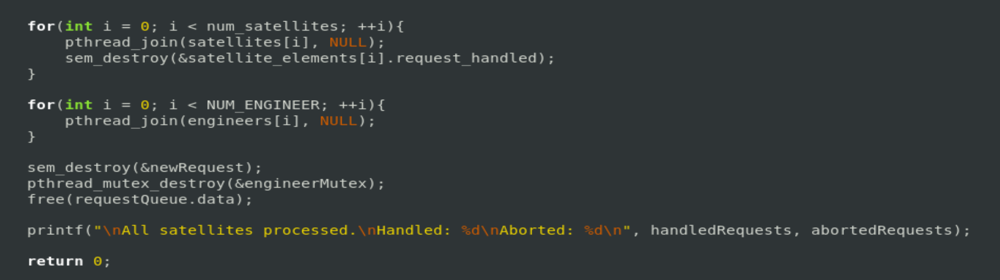 for(int i = 0; i < num_satellites; ++i){
    pthread_join(satellites[i], NULL);
    sem_destroy(&satellite_elements[i].request_handled);
}
for(int i = 0; i < NUM_ENGINEER; ++i){
    pthread_join(engineers[i], NULL);
}
sem_destroy(&newRequest);
pthread_mutex_destroy(&engineerMutex);
free(requestQueue.data);
printf("\nAll satellites processed.\nHandled: %d\nAborted: %d\n", handledRequests, abortedRequests);
return 0;